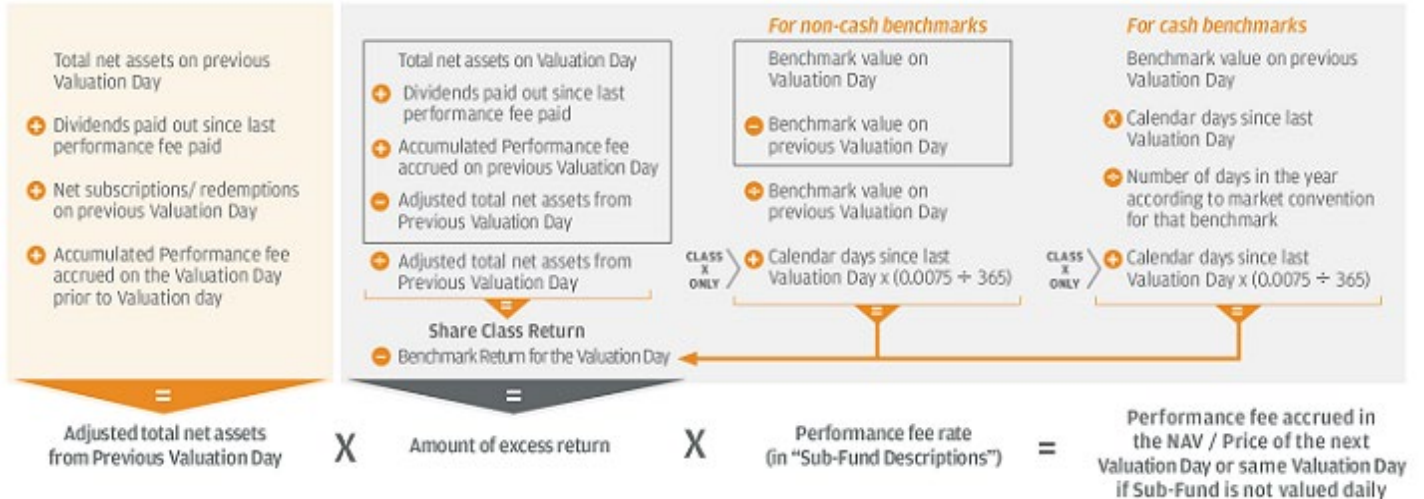 Total net assets on previous
Valuation Day
+ Dividends paid out since last
performance fee paid
+ Net subscriptions/ redemptions
on previous Valuation Day
+ Accumulated Performance fee
accrued on the Valuation Day
prior to Valuation day
=
Adjusted total net assets
from Previous Valuation Day
X
Total net assets on Valuation Day
+ Dividends paid out since last
performance fee paid
+ Accumulated Performance fee
accrued on previous Valuation Day
− Adjusted total net assets from
Previous Valuation Day
÷ Adjusted total net assets from
Previous Valuation Day
=
Share Class Return
− Benchmark Return for the Valuation Day
=
Amount of excess return
For non-cash benchmarks
Benchmark value on
Valuation Day
− Benchmark value on
previous Valuation Day
÷ Benchmark value on
previous Valuation Day
CLASS
X
ONLY
+ Calendar days since last
Valuation Day x (0.0075 ÷ 365)
=
For cash benchmarks
Benchmark value on previous
Valuation Day
x Calendar days since last
Valuation Day
÷ Number of days in the year
according to market convention
for that benchmark
CLASS
X
ONLY
+ Calendar days since last
Valuation Day x (0.0075 ÷ 365)
=
X
Performance fee rate
(in “Sub-Fund Descriptions”)
=
Performance fee accrued in
the NAV / Price of the next
Valuation Day or same Valuation Day
if Sub-Fund is not valued daily